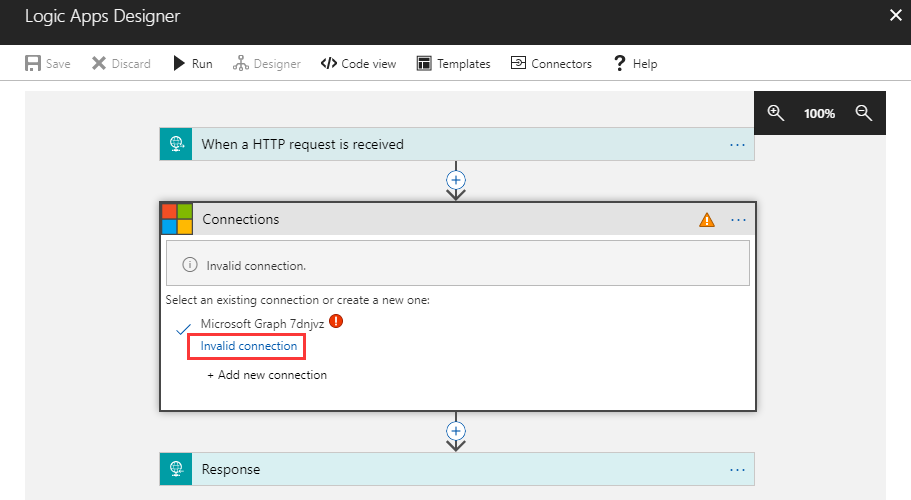 Logic Apps Designer
Save Discard Run Designer </> Code view Templates Connectors ? Help
100%
When a HTTP request is received
Connections
Invalid connection.
Select an existing connection or create a new one:
Microsoft Graph 7dnjvz
Invalid connection
+ Add new connection
Response